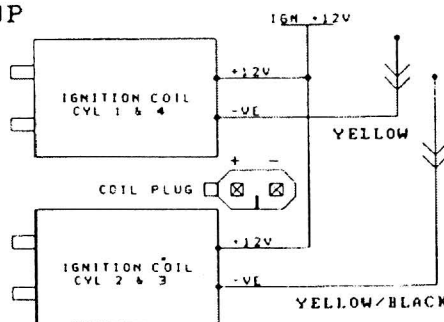 UP
IGN +12V
+12V
IGNITION COIL
CYL 1 & 4
-VE
YELLOW
+ -
COIL PLUG
+12V
IGNITION COIL
CYL 2 & 3
-VE
YELLOW/BLACK